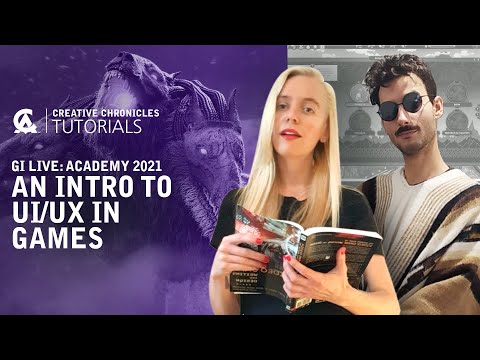 CREATIVE CHRONICLES
TUTORIALS
GI LIVE: ACADEMY 2021
AN INTRO TO
UI/UX IN
GAMES